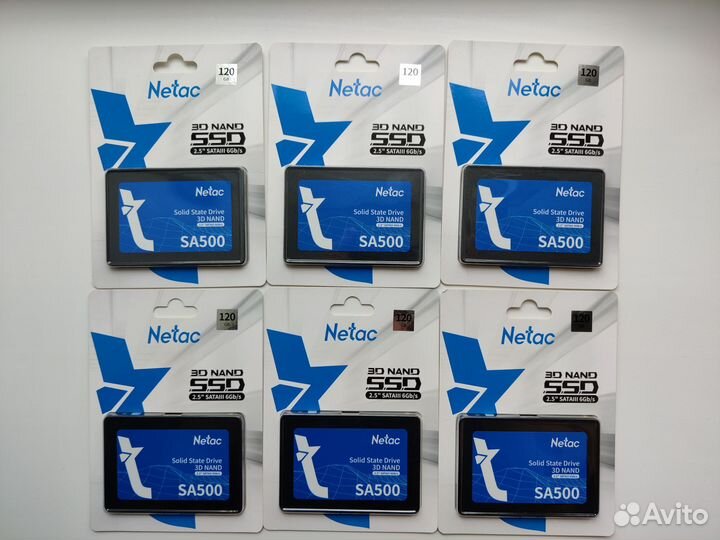 Netac
120
GB
3D NAND
SSD
2.5" SATAIII 6Gb/s
Netac
Solid State Drive
3D NAND
SA500
Netac
120
3D NAND
SSD
2.5" SATAIII 6Gb/s
Netac
Solid State Drive
3D NAND
SA500
Netac
120
GB
3D NAND
SSD
2.5" SATAIII 6Gb/s
Netac
Solid State Drive
3D NAND
SA500
Netac
120
GB
3D NAND
SSD
2.5" SATAIII 6Gb/s
Netac
Solid State Drive
3D NAND
SA500
Netac
120
3D NAND
SSD
2.5" SATAIII 6Gb/s
Netac
Solid State Drive
3D NAND
SA500
Netac
120
3D NAND
SSD
2.5" SATAIII 6Gb/s
Netac
Solid State Drive
3D NAND
SA500
Avito